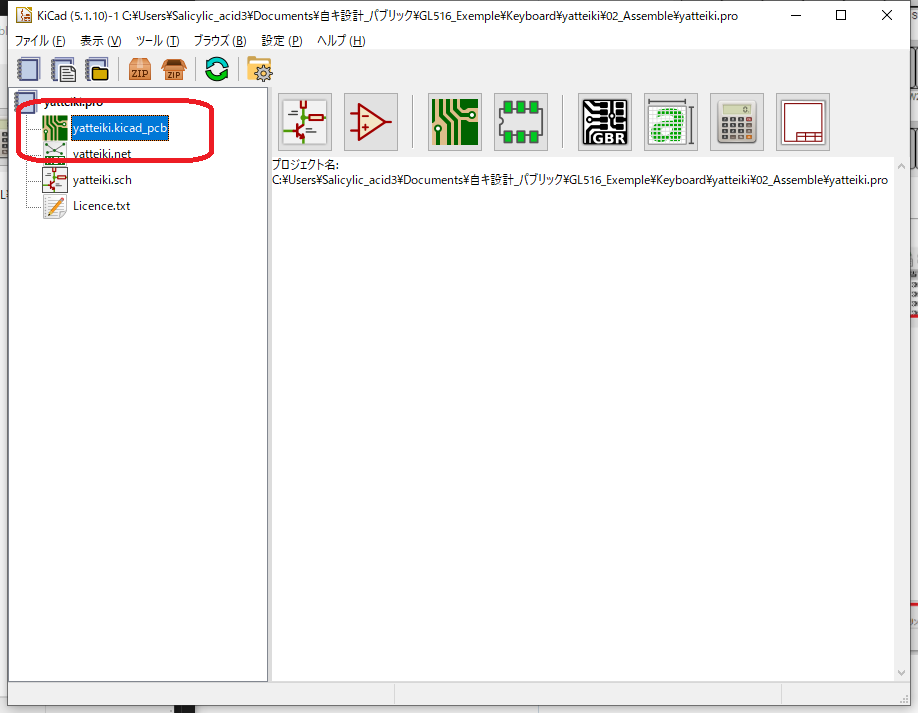 KiCad (5.1.10)-1 C:¥Users¥Salicylic_acid3¥Documents¥自キ設計_パブリック¥GL516_Exemple¥Keyboard¥yatteiki¥02_Assemble¥yatteiki.pro
ファイル (F) 表示 (V) ツール (T) ブラウズ (B) 設定 (P) ヘルプ (H)
ZIP ZIP
yatteiki.pro
yatteiki.kicad_pcb
yatteiki.net
yatteiki.sch
Licence.txt
GBR a 0.
プロジェクト名:
C:¥Users¥Salicylic_acid3¥Documents¥自キ設計_パブリック¥GL516_Exemple¥Keyboard¥yatteiki¥02_Assemble¥yatteiki.pro